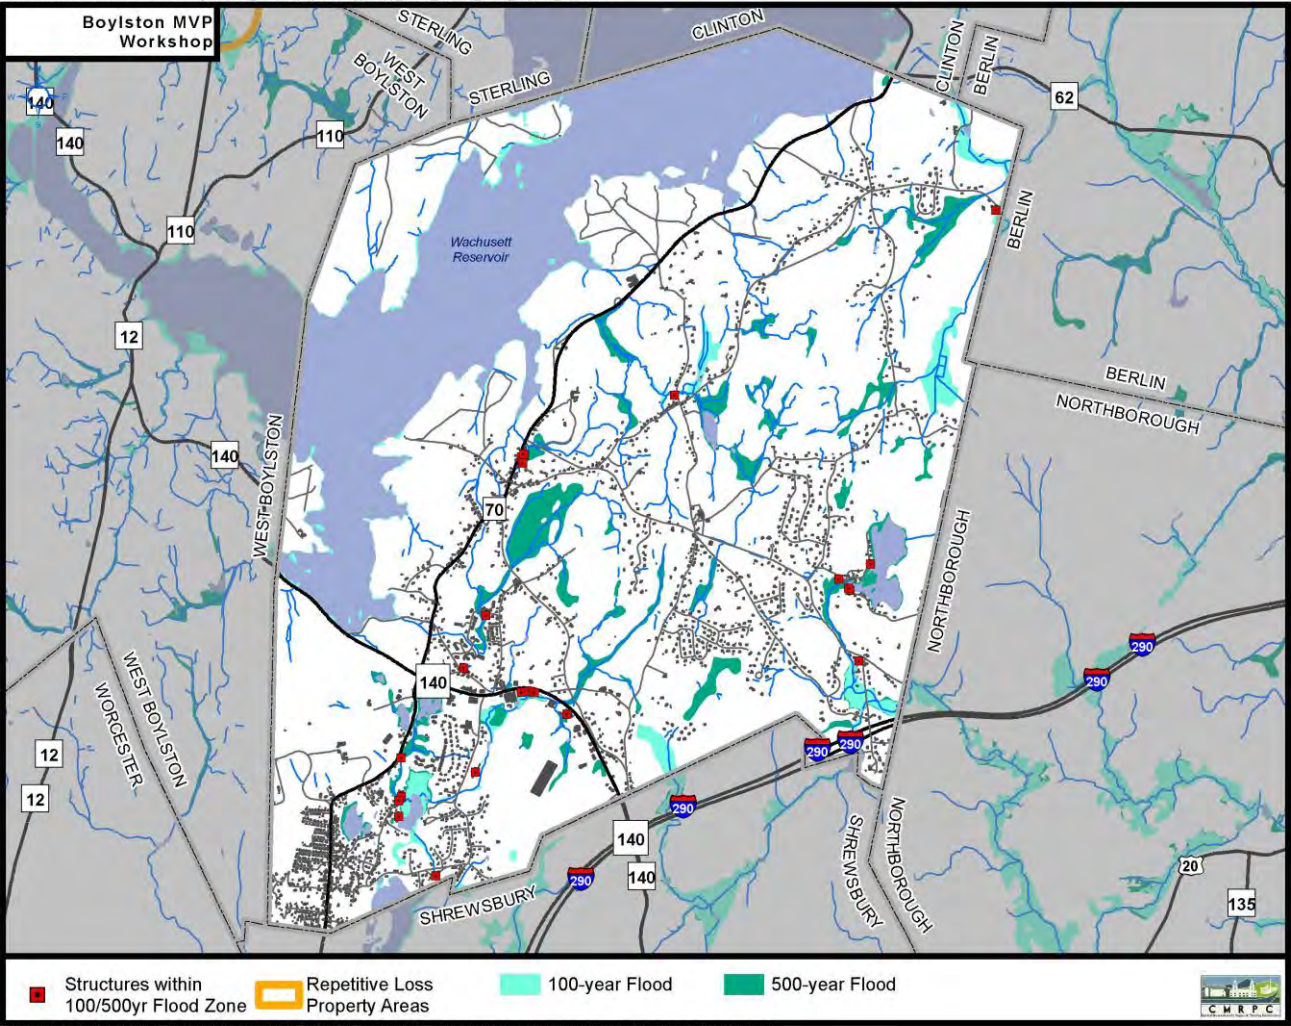 Boylston MVP
Workshop
STERLING
WEST
BOYLSTON
STERLING
CLINTON
CLINTON
BERLIN
62
140
140
110
110
BERLIN
Wachusett
Reservoir
12
140
WEST BOYLSTON
BERLIN
NORTHBOROUGH
70
NORTHBOROUGH
290
290
140
WEST BOYLSTON
WORCESTER
12
12
290
290
290
140
140
290
SHREWSBURY
SHREWSBURY
NORTHBOROUGH
20
135
Structures within
100/500yr Flood Zone
Repetitive Loss
Property Areas
100-year Flood
500-year Flood
CMRPC